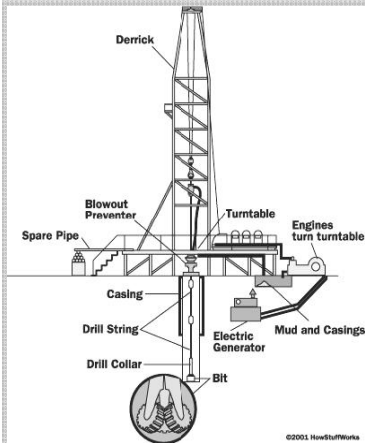 Derrick
Blowout
Preventer
Turntable
Spare Pipe
Engines
turn turntable
Casing
Drill String
Mud and Casings
Electric
Generator
Drill Collar
Bit
©2001 HowStuffWorks